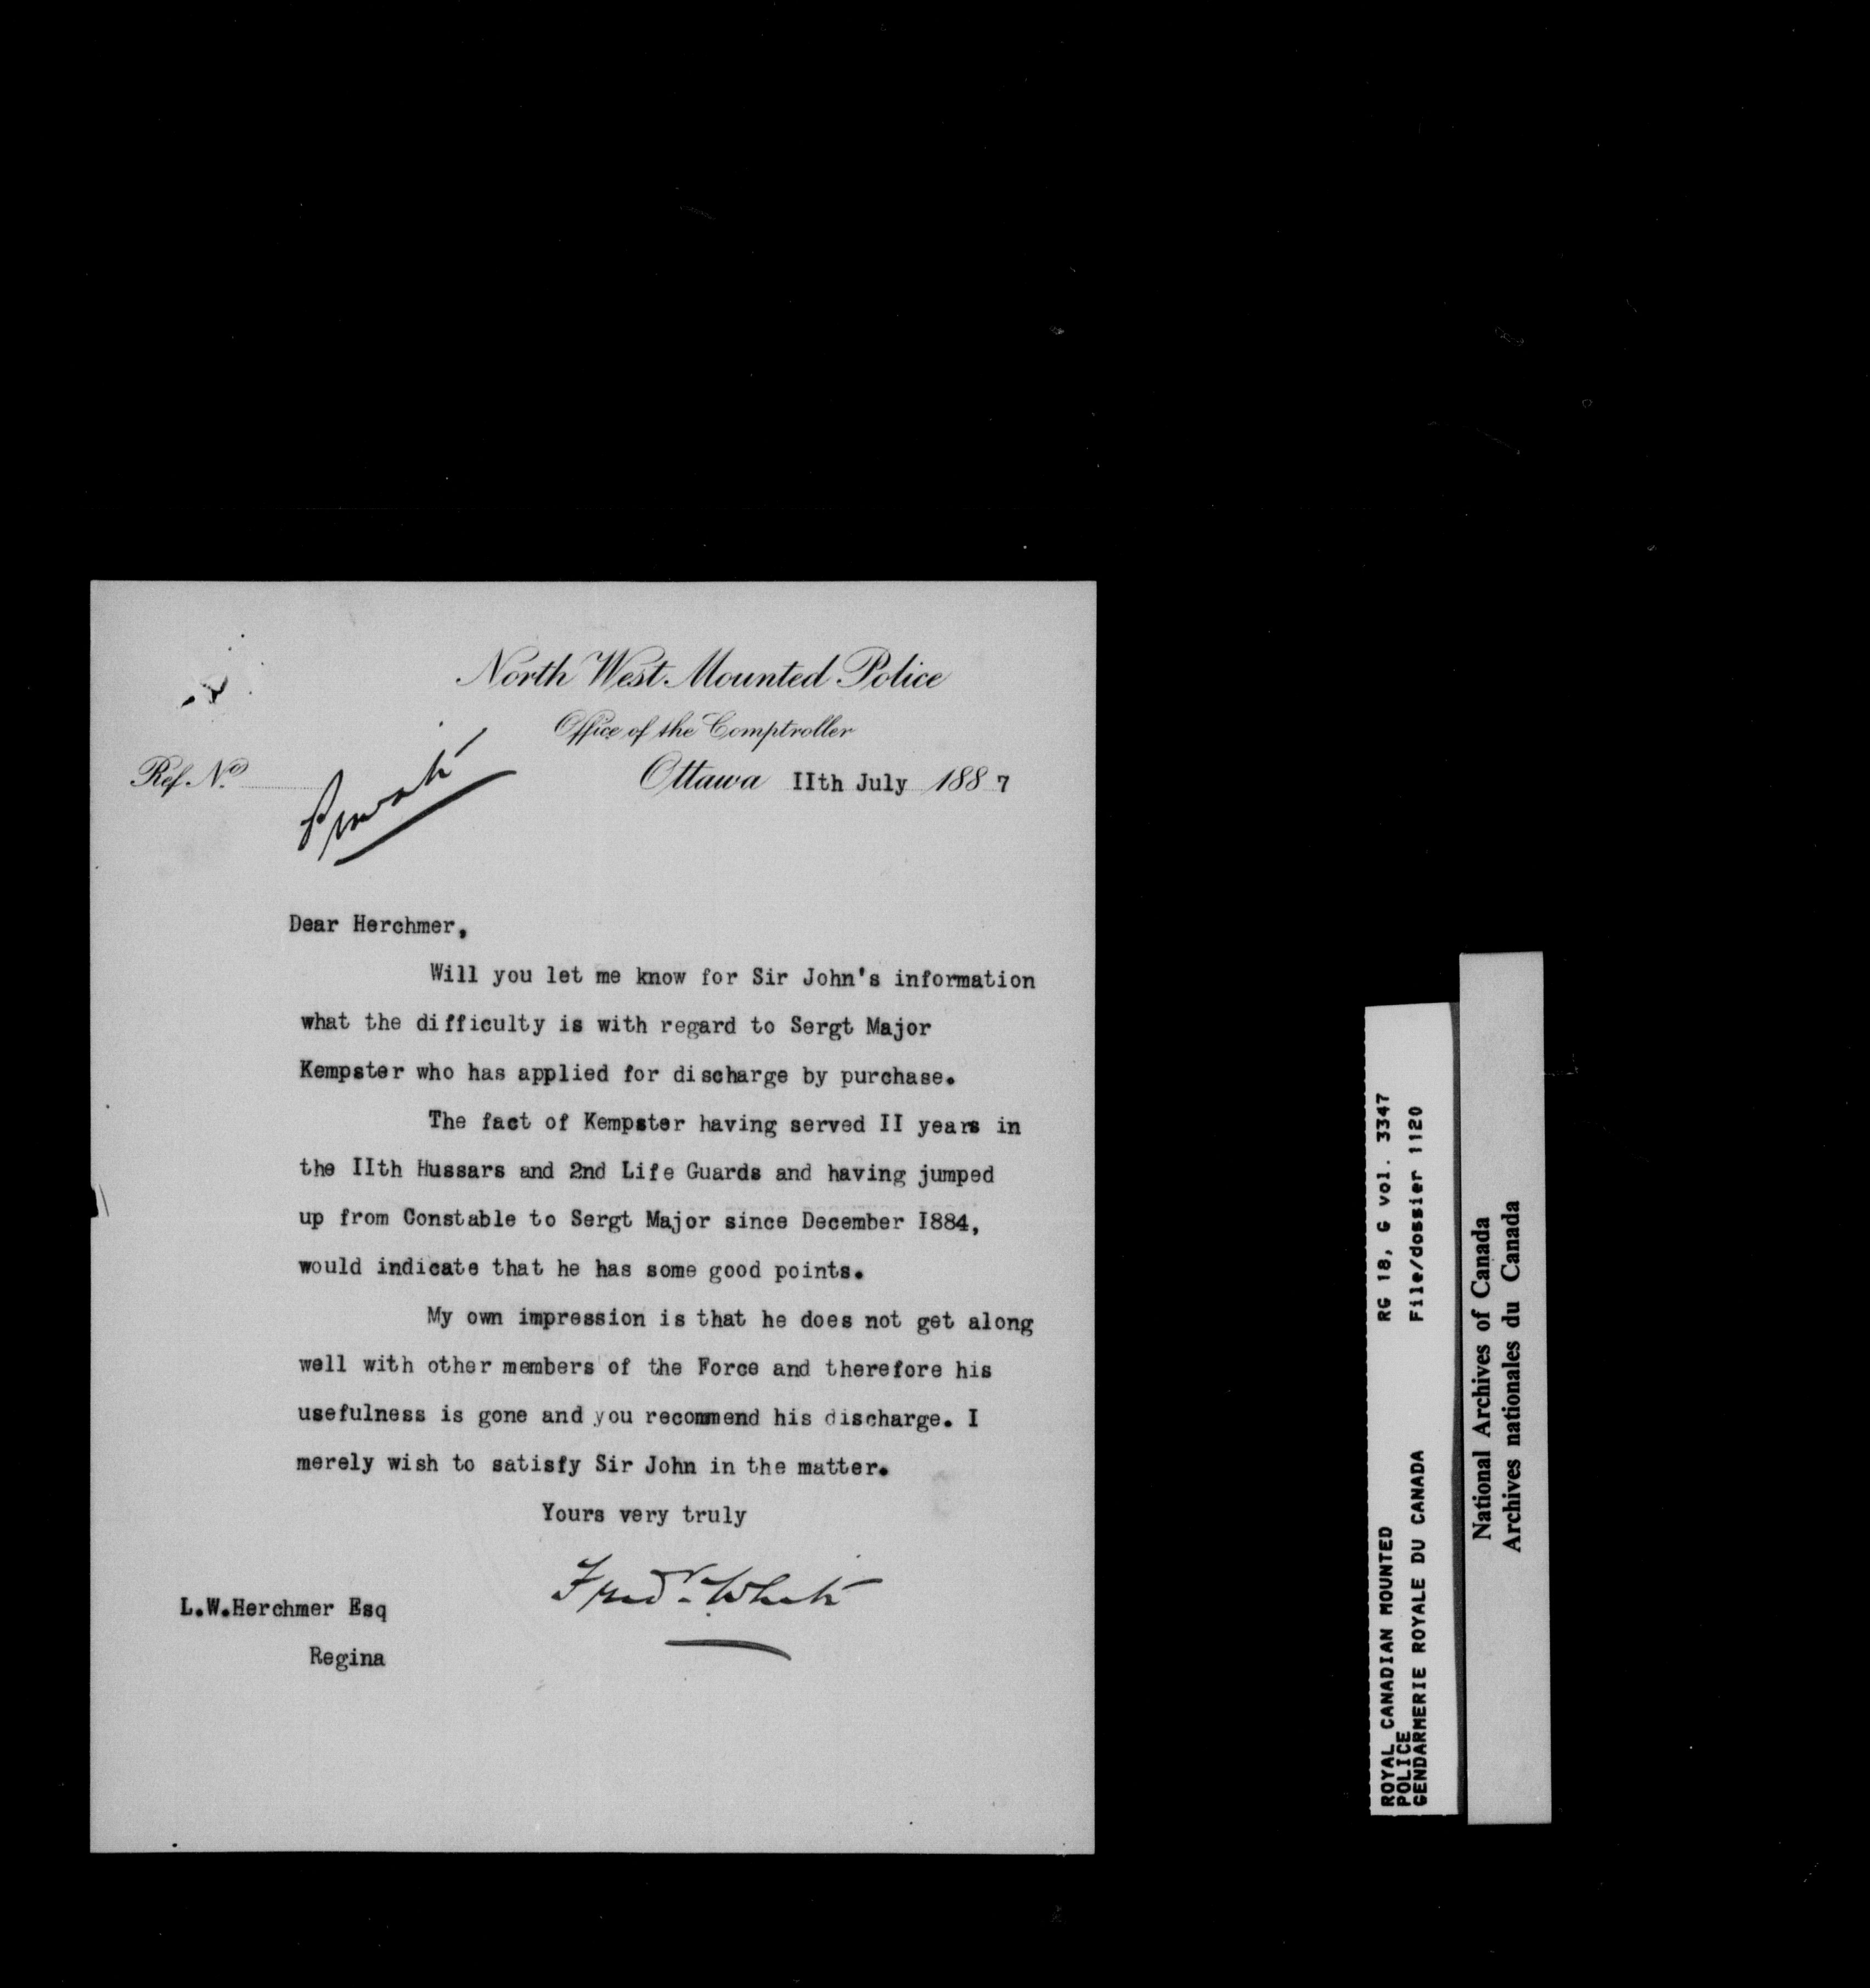 North West Mounted Police
Office of the Comptroller
Ref. No
Private
Ottawa IIth July 1887
Dear Herchmer,
Will you let me know for Sir John's information
what the difficulty is with regard to Sergt Major
Kempster who has applied for discharge by purchase.
The fact of Kempster having served II years in
the IIth Hussars and 2nd Life Guards and having jumped
up from Constable to Sergt Major since December I884,
would indicate that he has some good points.
My own impression is that he does not get along
well with other members of the Force and therefore his
usefulness is gone and you recommend his discharge. I
merely wish to satisfy Sir John in the matter.
Yours very truly
Fred. White
L.W.Herchmer Esq
Regina
ROYAL CANADIAN MOUNTED RG 18, G vol. 3347
POLICE
GENDARMERIE ROYALE DU CANADA File/dossier 1120
National Archives of Canada
Archives nationales du Canada